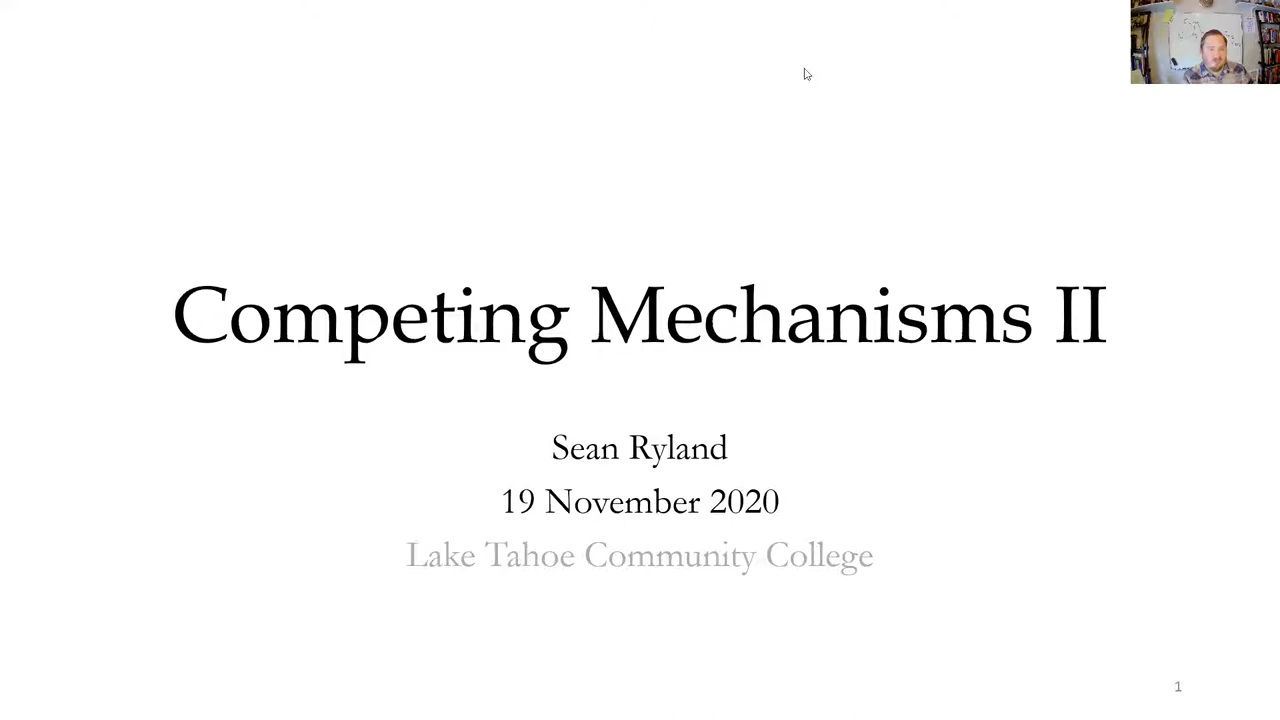 Competing Mechanisms II
Sean Ryland
19 November 2020
Lake Tahoe Community College
1